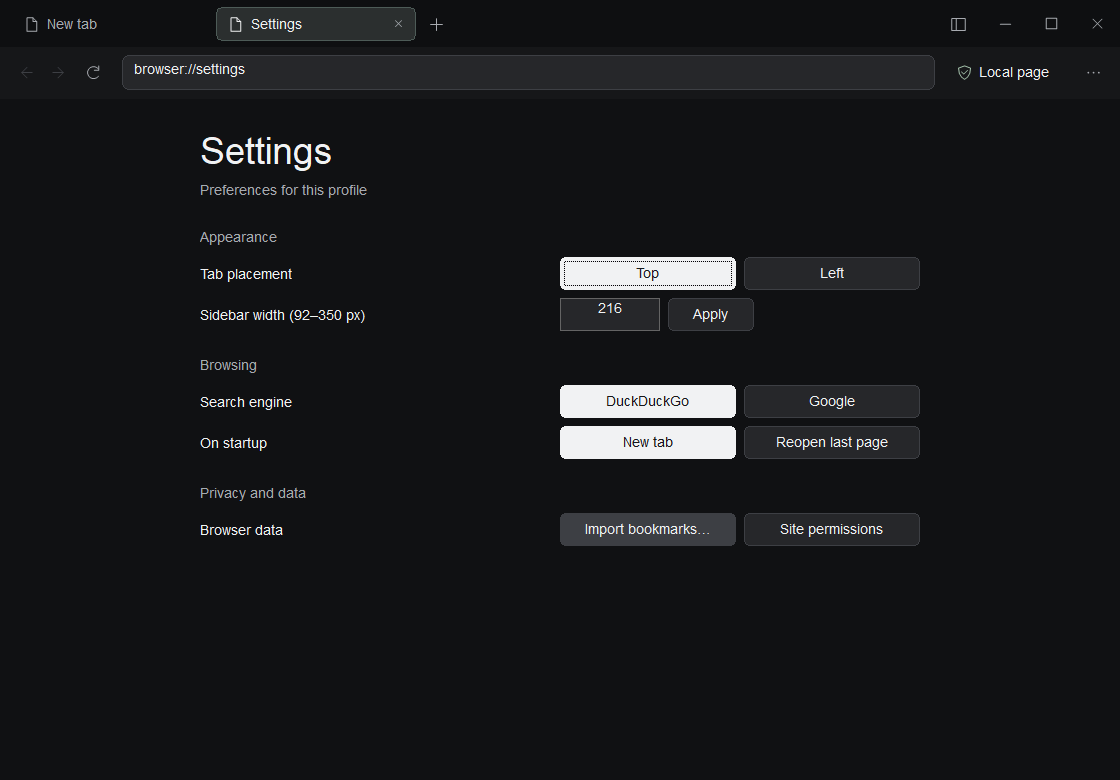 New tab
Settings
browser://settings
Local page
Settings
Preferences for this profile
Appearance
Tab placement Top Left
Sidebar width (92–350 px) 216 Apply
Browsing
Search engine DuckDuckGo Google
On startup New tab Reopen last page
Privacy and data
Browser data Import bookmarks… Site permissions